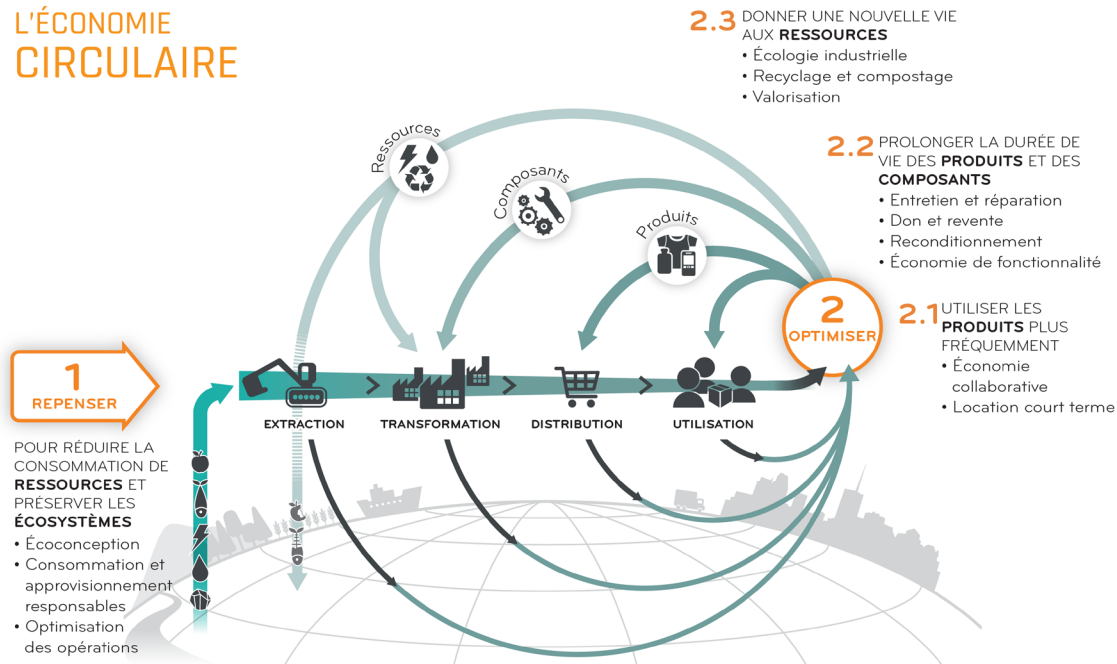 L'ÉCONOMIE
CIRCULAIRE
2.3 DONNER UNE NOUVELLE VIE
AUX RESSOURCES
• Écologie industrielle
• Recyclage et compostage
• Valorisation
2.2 PROLONGER LA DURÉE DE
VIE DES PRODUITS ET DES
COMPOSANTS
• Entretien et réparation
• Don et revente
• Reconditionnement
• Économie de fonctionnalité
2.1 UTILISER LES
PRODUITS PLUS
FRÉQUEMMENT
• Économie
collaborative
• Location court terme
Ressources
Composants
Produits
2
OPTIMISER
1
REPENSER
POUR RÉDUIRE LA
CONSOMMATION DE
RESSOURCES ET
PRÉSERVER LES
ÉCOSYSTÈMES
• Écoconception
• Consommation et
approvisionnement
responsables
• Optimisation
des opérations
EXTRACTION
TRANSFORMATION
DISTRIBUTION
UTILISATION